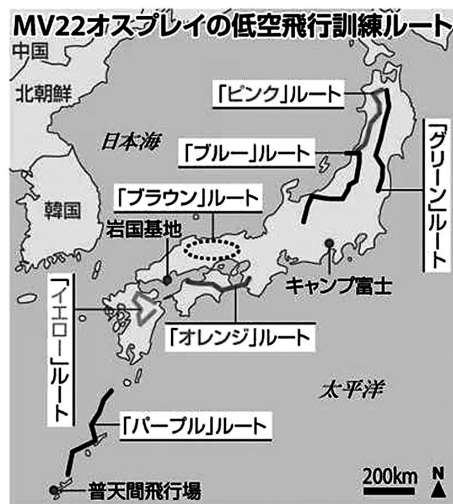 MV22オスプレイの低空飛行訓練ルート
中国
北朝鮮
「ピンク」ルート
日本海
「ブルー」ルート
「グリーン」ルート
「ブラウン」ルート
韓国
岩国基地
キャンプ富士
「イエロー」ルート
「オレンジ」ルート
太平洋
「パープル」ルート
普天間飛行場
200km
N